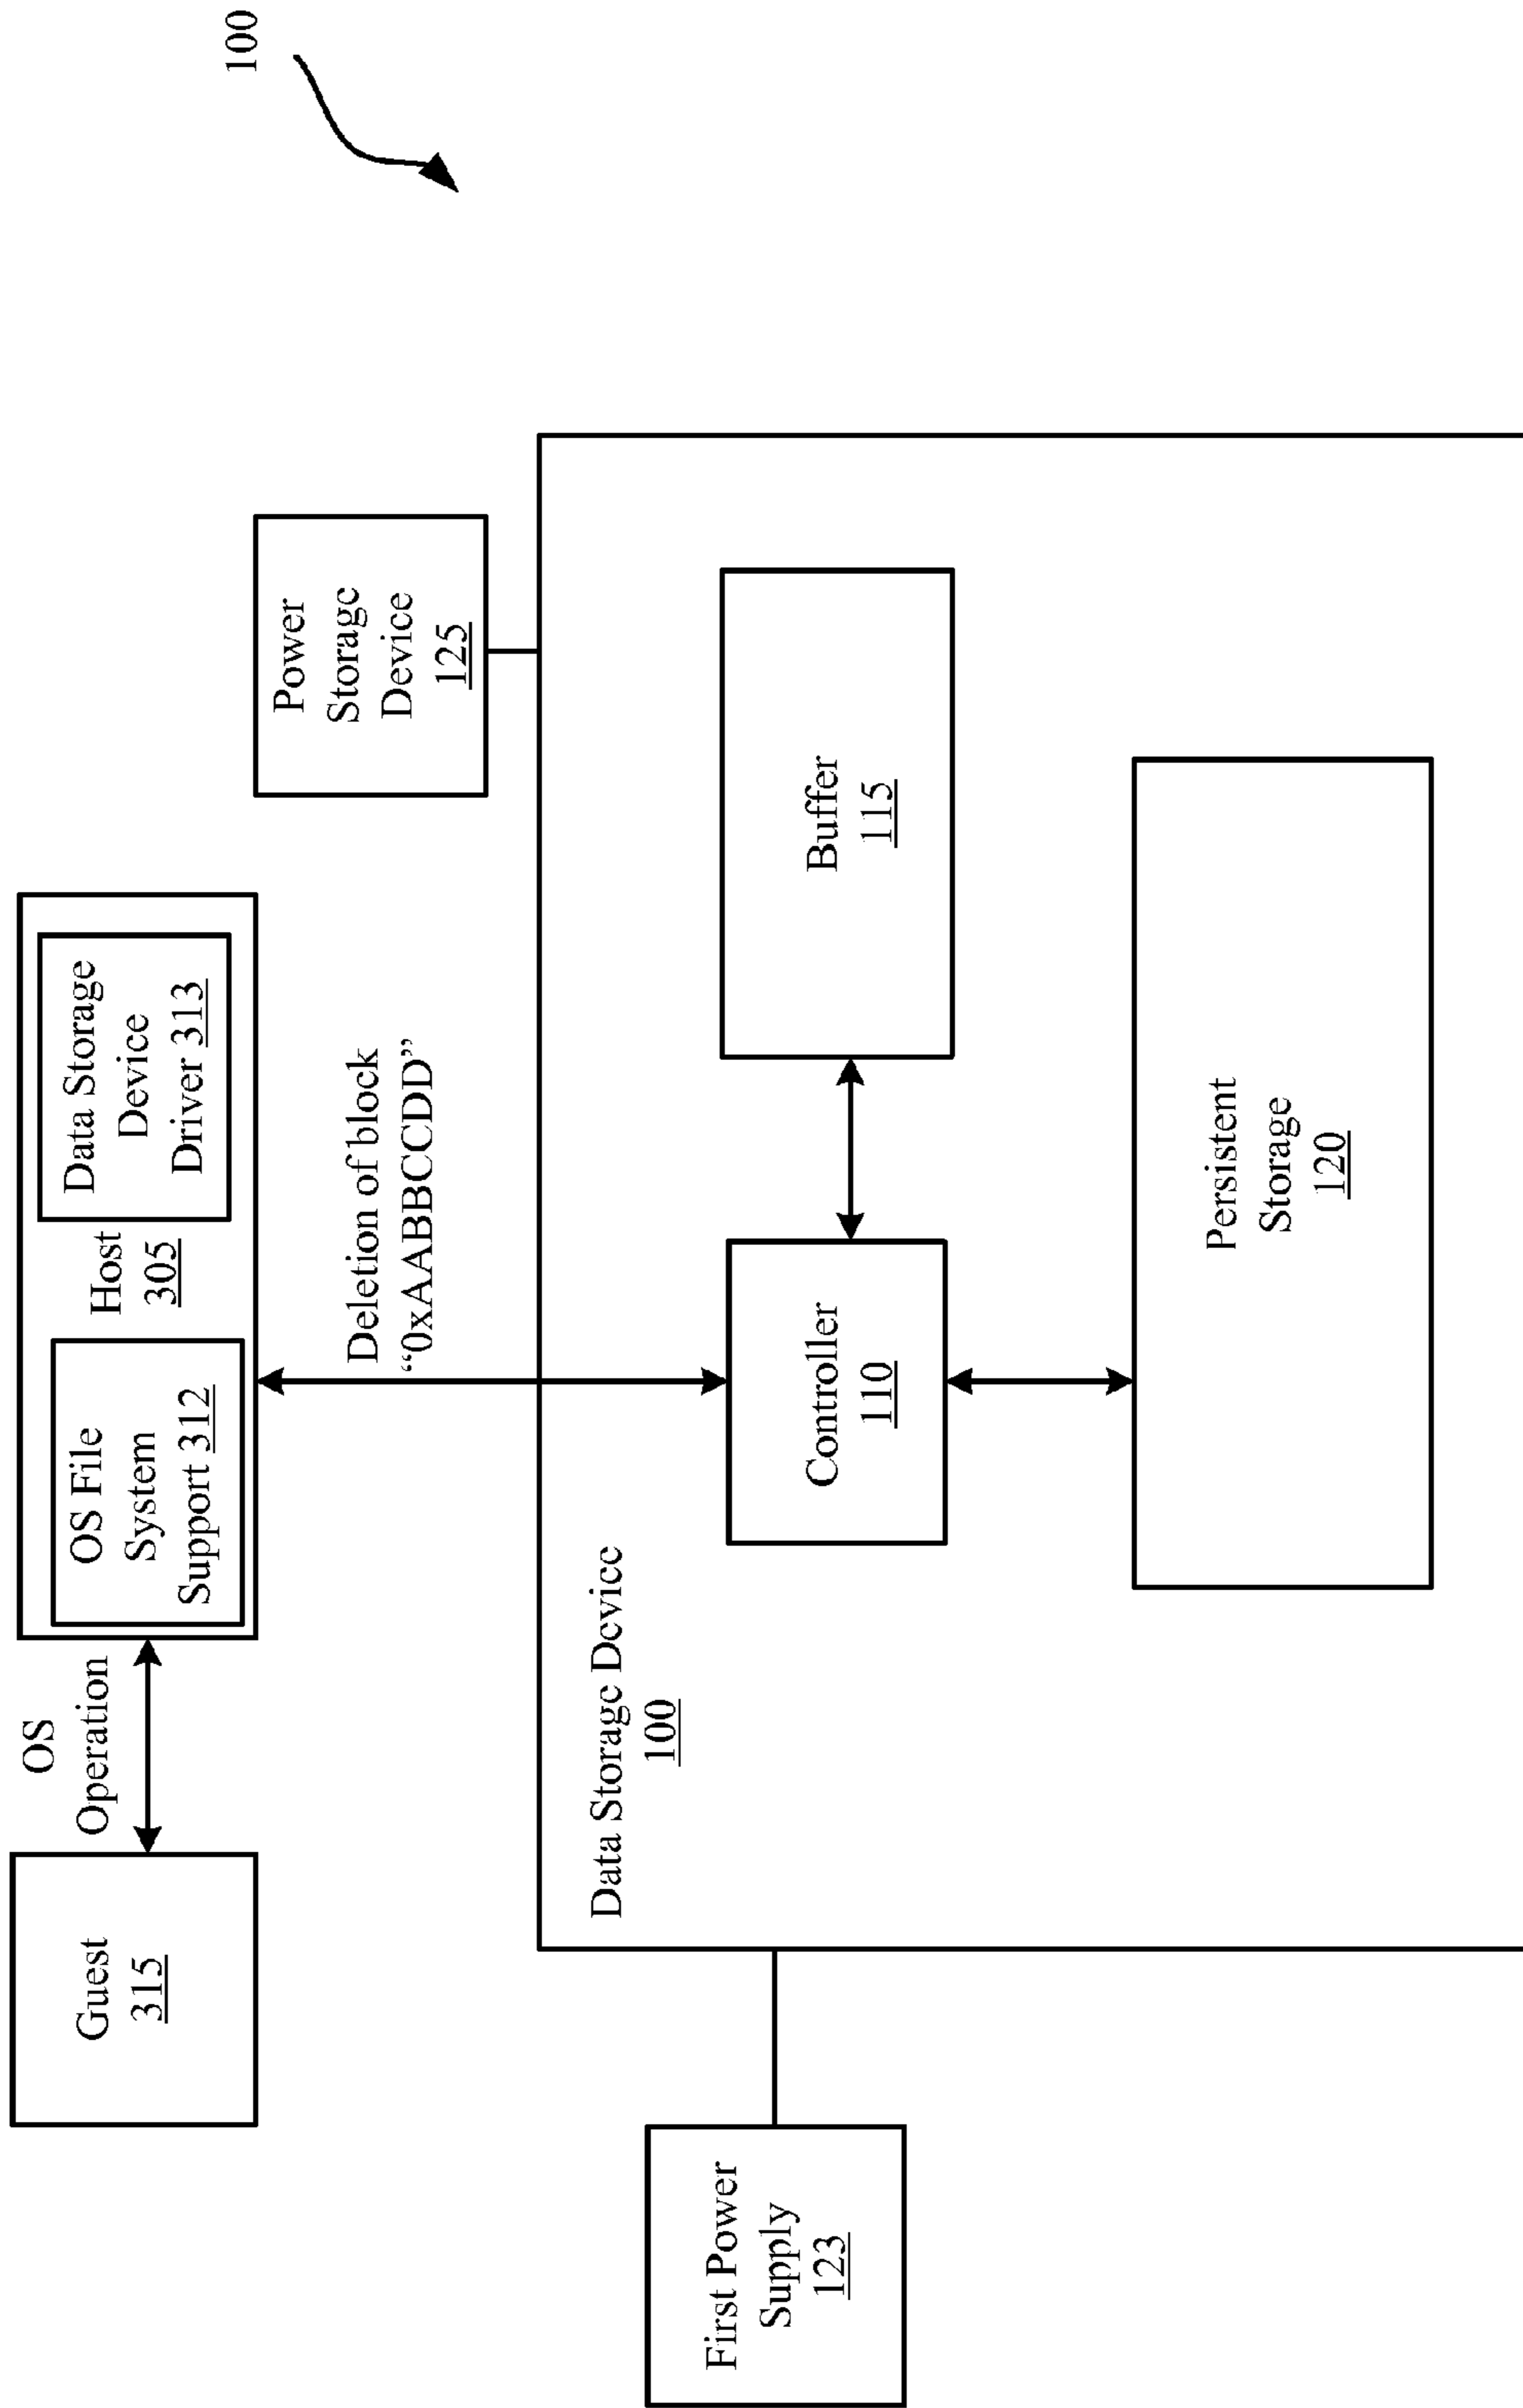 100
Guest
315
OS
Operation
OS File
System
Support 312
Host
305
Data Storage
Device
Driver 313
Deletion of block
“0xAABBCCDD”
Power
Storage
Device
125
First Power
Supply
123
Data Storage Device
100
Controller
110
Buffer
115
Persistent
Storage
120